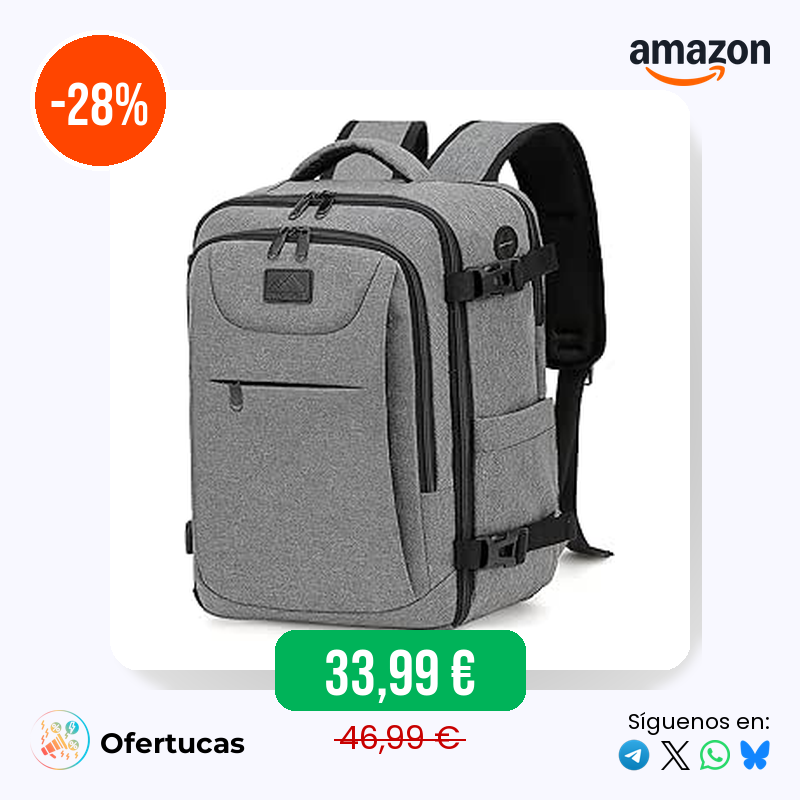 -28%
amazon
33,99 €
46,99 €
Ofertucas
Síguenos en: